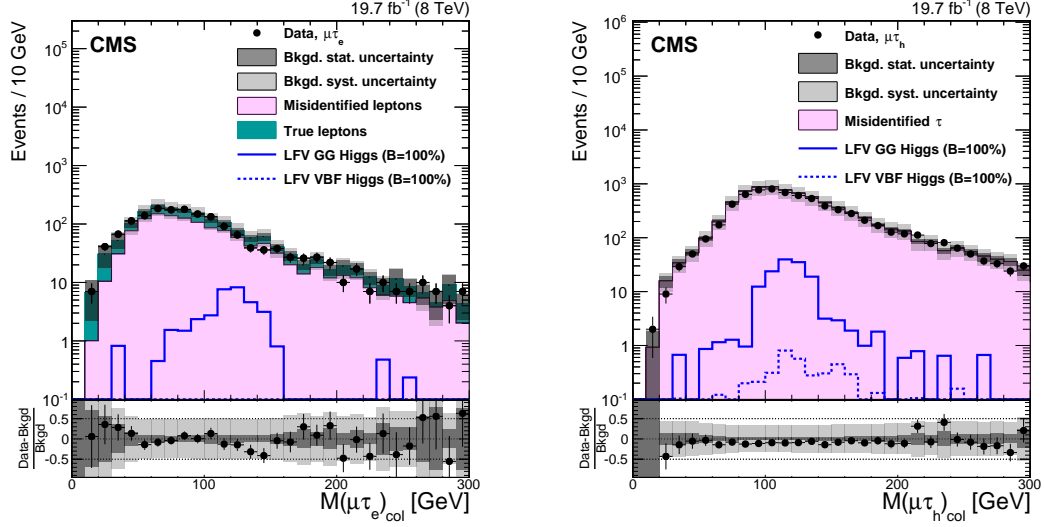 19.7 fb⁻¹ (8 TeV)
CMS
Events / 10 GeV
10⁵
10⁴
10³
10²
10
1
10⁻¹
Data, μτₑ
Bkgd. stat. uncertainty
Bkgd. syst. uncertainty
Misidentified leptons
True leptons
LFV GG Higgs (B=100%)
LFV VBF Higgs (B=100%)
Data-Bkgd
Bkgd
0.5
0
-0.5
0 100 200 300
M(μτₑ)col [GeV]
19.7 fb⁻¹ (8 TeV)
CMS
Events / 10 GeV
10⁶
10⁵
10⁴
10³
10²
10
1
10⁻¹
Data, μτₕ
Bkgd. stat. uncertainty
Bkgd. syst. uncertainty
Misidentified τ
LFV GG Higgs (B=100%)
LFV VBF Higgs (B=100%)
Data-Bkgd
Bkgd
0.5
0
-0.5
0 100 200 300
M(μτₕ)col [GeV]